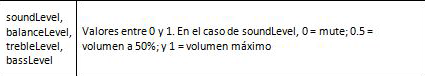 soundLevel,
balanceLevel,
trebleLevel,
bassLevel
Valores entre 0 y 1. En el caso de soundLevel, 0 = mute; 0.5 =
volumen a 50%; y 1 = volumen máximo